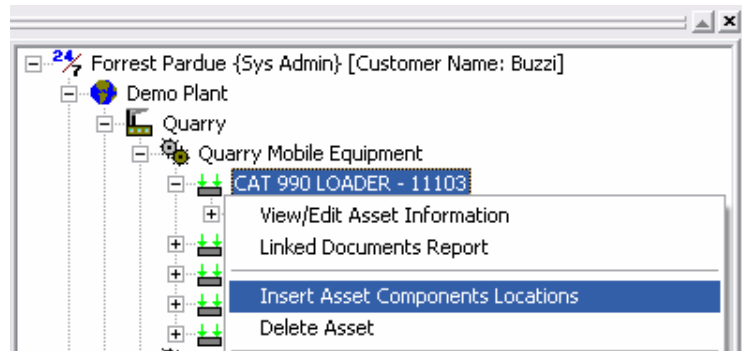 24/7 Forrest Pardue {Sys Admin} [Customer Name: Buzzi]
Demo Plant
Quarry
Quarry Mobile Equipment
CAT 990 LOADER - 11103
View/Edit Asset Information
Linked Documents Report
Insert Asset Components Locations
Delete Asset